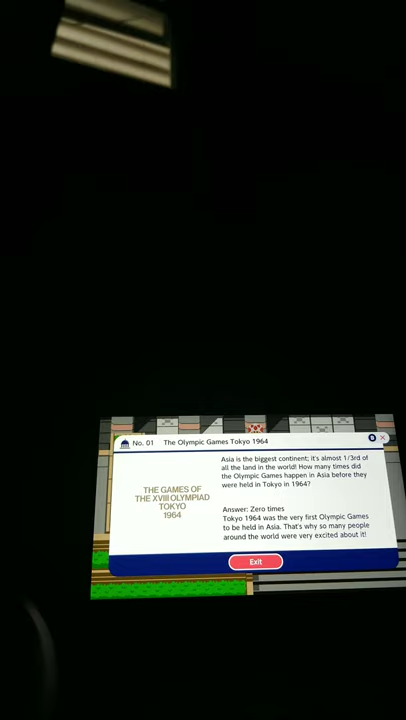 No. 01 The Olympic Games Tokyo 1964
B
Asia is the biggest continent; it's almost 1/3rd of
all the land in the world! How many times did
the Olympic Games happen in Asia before they
were held in Tokyo in 1964?
THE GAMES OF
THE XVIII OLYMPIAD
TOKYO
1964
Answer: Zero times
Tokyo 1964 was the very first Olympic Games
to be held in Asia. That's why so many people
around the world were very excited about it!
Exit